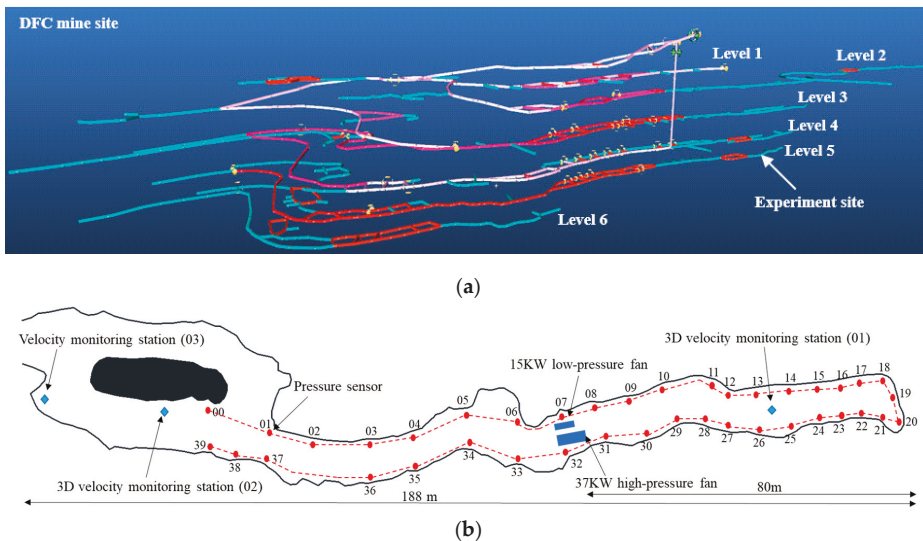 DFC mine site
Level 1
Level 2
Level 3
Level 4
Level 5
Experiment site
Level 6
(a)
Velocity monitoring station (03)
3D velocity monitoring station (01)
15KW low-pressure fan
Pressure sensor
00
01
02
03
04
05
06
07
08
09
10
11
12
13
14
15
16
17
18
19
20
21
22
23
24
25
26
27
28
29
30
31
32
33
34
35
36
37
38
39
3D velocity monitoring station (02)
37KW high-pressure fan
188 m
80m
(b)